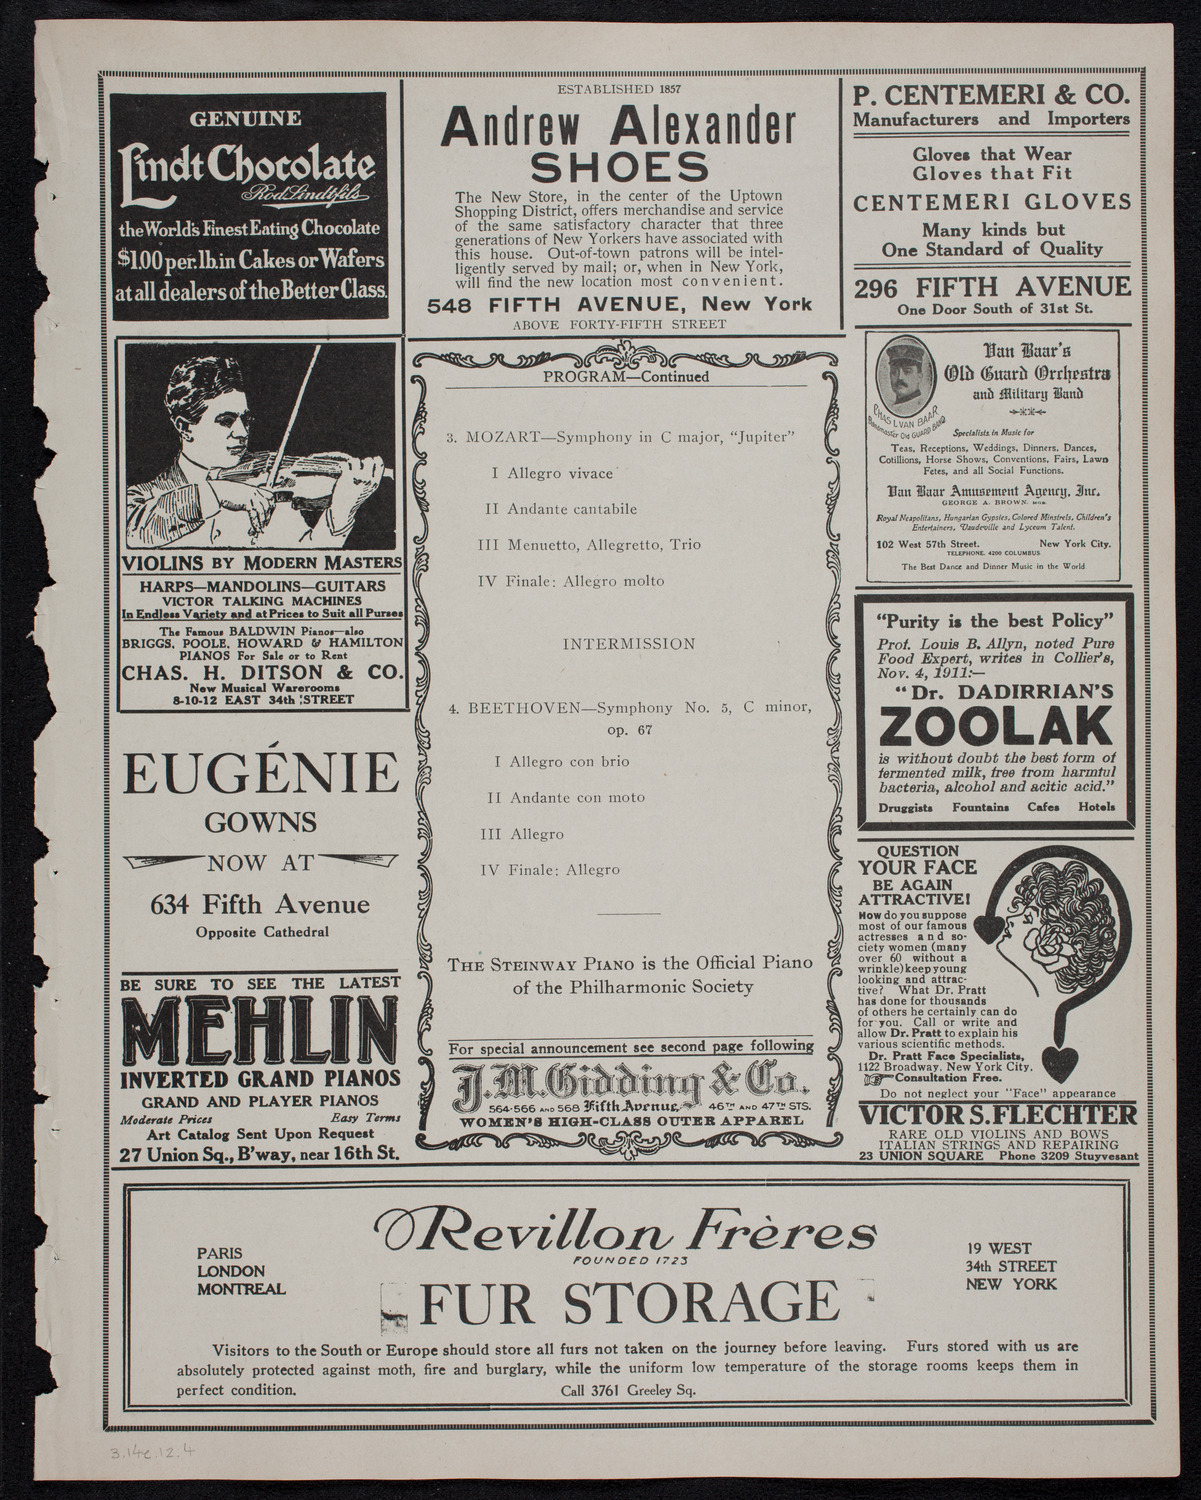 GENUINE
Lindt Chocolate
Rod. Lindt fils
the World's Finest Eating Chocolate
$1.00 per. lb. in Cakes or Wafers
at all dealers of the Better Class.
ESTABLISHED 1857
Andrew Alexander
SHOES
The New Store, in the center of the Uptown
Shopping District, offers merchandise and service
of the same satisfactory character that three
generations of New Yorkers have associated with
this house. Out-of-town patrons will be intel-
ligently served by mail; or, when in New York,
will find the new location most convenient.
548 FIFTH AVENUE, New York
ABOVE FORTY-FIFTH STREET
P. CENTEMERI & CO.
Manufacturers and Importers
Gloves that Wear
Gloves that Fit
CENTEMERI GLOVES
Many kinds but
One Standard of Quality
296 FIFTH AVENUE
One Door South of 31st St.
VIOLINS BY MODERN MASTERS
HARPS—MANDOLINS—GUITARS
VICTOR TALKING MACHINES
In Endless Variety and at Prices to Suit all Purses
The Famous BALDWIN Pianos—also
BRIGGS, POOLE, HOWARD & HAMILTON
PIANOS For Sale or to Rent
CHAS. H. DITSON & CO.
New Musical Warerooms
8-10-12 EAST 34th STREET
EUGÉNIE
GOWNS
NOW AT
634 Fifth Avenue
Opposite Cathedral
BE SURE TO SEE THE LATEST
MEHLIN
INVERTED GRAND PIANOS
GRAND AND PLAYER PIANOS
Moderate Prices Easy Terms
Art Catalog Sent Upon Request
27 Union Sq., B'way, near 16th St.
PROGRAM—Continued
3. MOZART—Symphony in C major, "Jupiter"
I Allegro vivace
II Andante cantabile
III Menuetto, Allegretto, Trio
IV Finale: Allegro molto
INTERMISSION
4. BEETHOVEN—Symphony No. 5, C minor,
op. 67
I Allegro con brio
II Andante con moto
III Allegro
IV Finale: Allegro
THE STEINWAY PIANO is the Official Piano
of the Philharmonic Society
For special announcement see second page following
J.M. Gidding & Co.
564-566 AND 568 Fifth Avenue. 46TH AND 47TH STS.
WOMEN'S HIGH-CLASS OUTER APPAREL
CHAS. L. VAN BAAR
Bandmaster Old GUARD BAND
Van Baar's
Old Guard Orchestra
and Military Band
Specialists in Music for
Teas, Receptions, Weddings, Dinners, Dances,
Cotillions, Horse Shows, Conventions, Fairs, Lawn
Fetes, and all Social Functions.
Van Baar Amusement Agency, Inc.
GEORGE A. BROWN, MGR.
Royal Neapolitans, Hungarian Gypsies, Colored Minstrels, Children's
Entertainers, Vaudeville and Lyceum Talent.
102 West 57th Street. New York City.
TELEPHONE, 4200 COLUMBUS
The Best Dance and Dinner Music in the World
"Purity is the best Policy"
Prof. Louis B. Allyn, noted Pure
Food Expert, writes in Collier's,
Nov. 4, 1911:—
"Dr. DADIRRIAN'S
ZOOLAK
is without doubt the best form of
fermented milk, free from harmful
bacteria, alcohol and acitic acid."
Druggists Fountains Cafes Hotels
QUESTION
YOUR FACE
BE AGAIN
ATTRACTIVE!
How do you suppose
most of our famous
actresses and so-
ciety women (many
over 60 without a
wrinkle) keep young
looking and attrac-
tive? What Dr. Pratt
has done for thousands
of others he certainly can do
for you. Call or write and
allow Dr. Pratt to explain his
various scientific methods.
Dr. Pratt Face Specialists,
1122 Broadway, New York City.
Consultation Free.
Do not neglect your "Face" appearance
VICTOR S. FLECHTER
RARE OLD VIOLINS AND BOWS
ITALIAN STRINGS AND REPAIRING
23 UNION SQUARE Phone 3209 Stuyvesant
Revillon Frères
FOUNDED 1723
PARIS
LONDON
MONTREAL
19 WEST
34th STREET
NEW YORK
FUR STORAGE
Visitors to the South or Europe should store all furs not taken on the journey before leaving. Furs stored with us are
absolutely protected against moth, fire and burglary, while the uniform low temperature of the storage rooms keeps them in
perfect condition. Call 3761 Greeley Sq.
3.14e.12.4